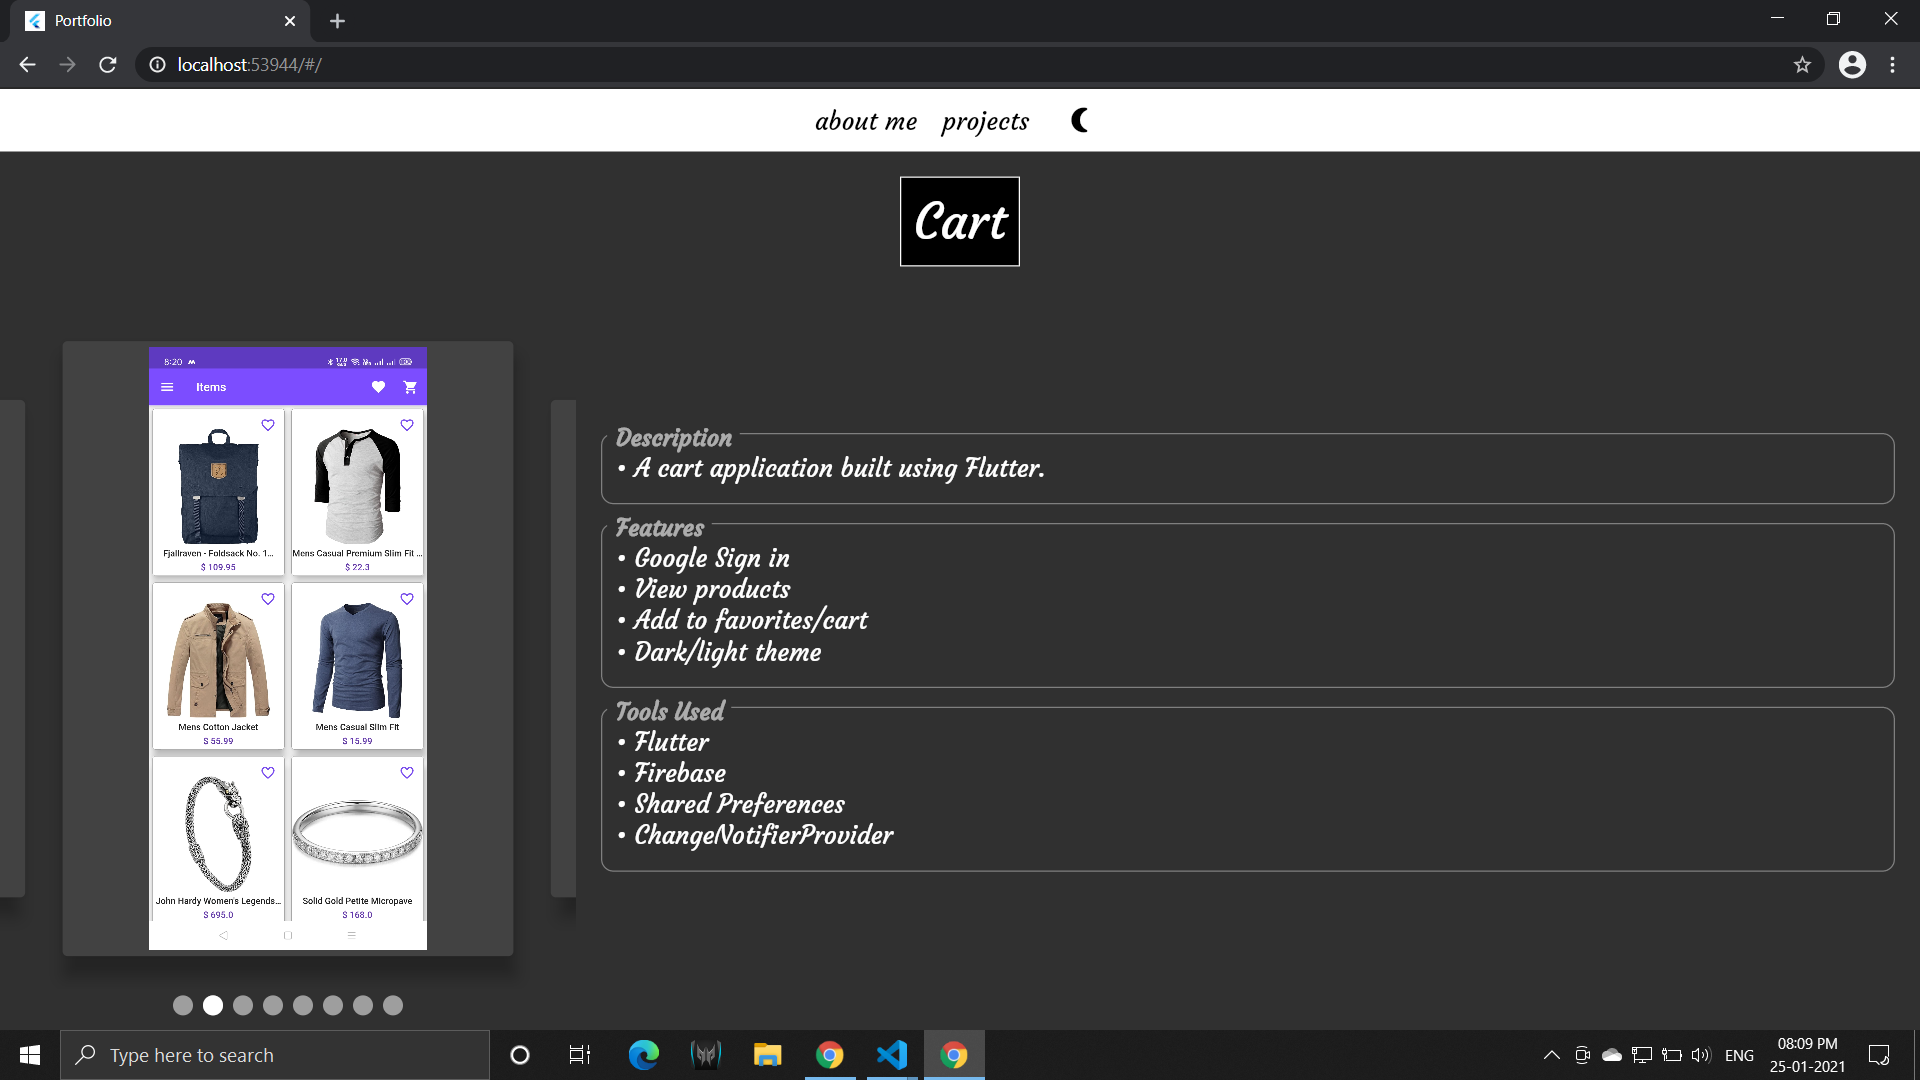 Portfolio
localhost:53944/#/
about me projects
Cart
8:20
Items
Fjallraven - Foldsack No. 1...
$ 109.95
Mens Casual Premium Slim Fit ...
$ 22.3
Mens Cotton Jacket
$ 55.99
Mens Casual Slim Fit
$ 15.99
John Hardy Women's Legends...
$ 695.0
Solid Gold Petite Micropave
$ 168.0
Description
• A cart application built using Flutter.
Features
• Google Sign in
• View products
• Add to favorites/cart
• Dark/light theme
Tools Used
• Flutter
• Firebase
• Shared Preferences
• ChangeNotifierProvider
Type here to search
ENG
08:09 PM
25-01-2021